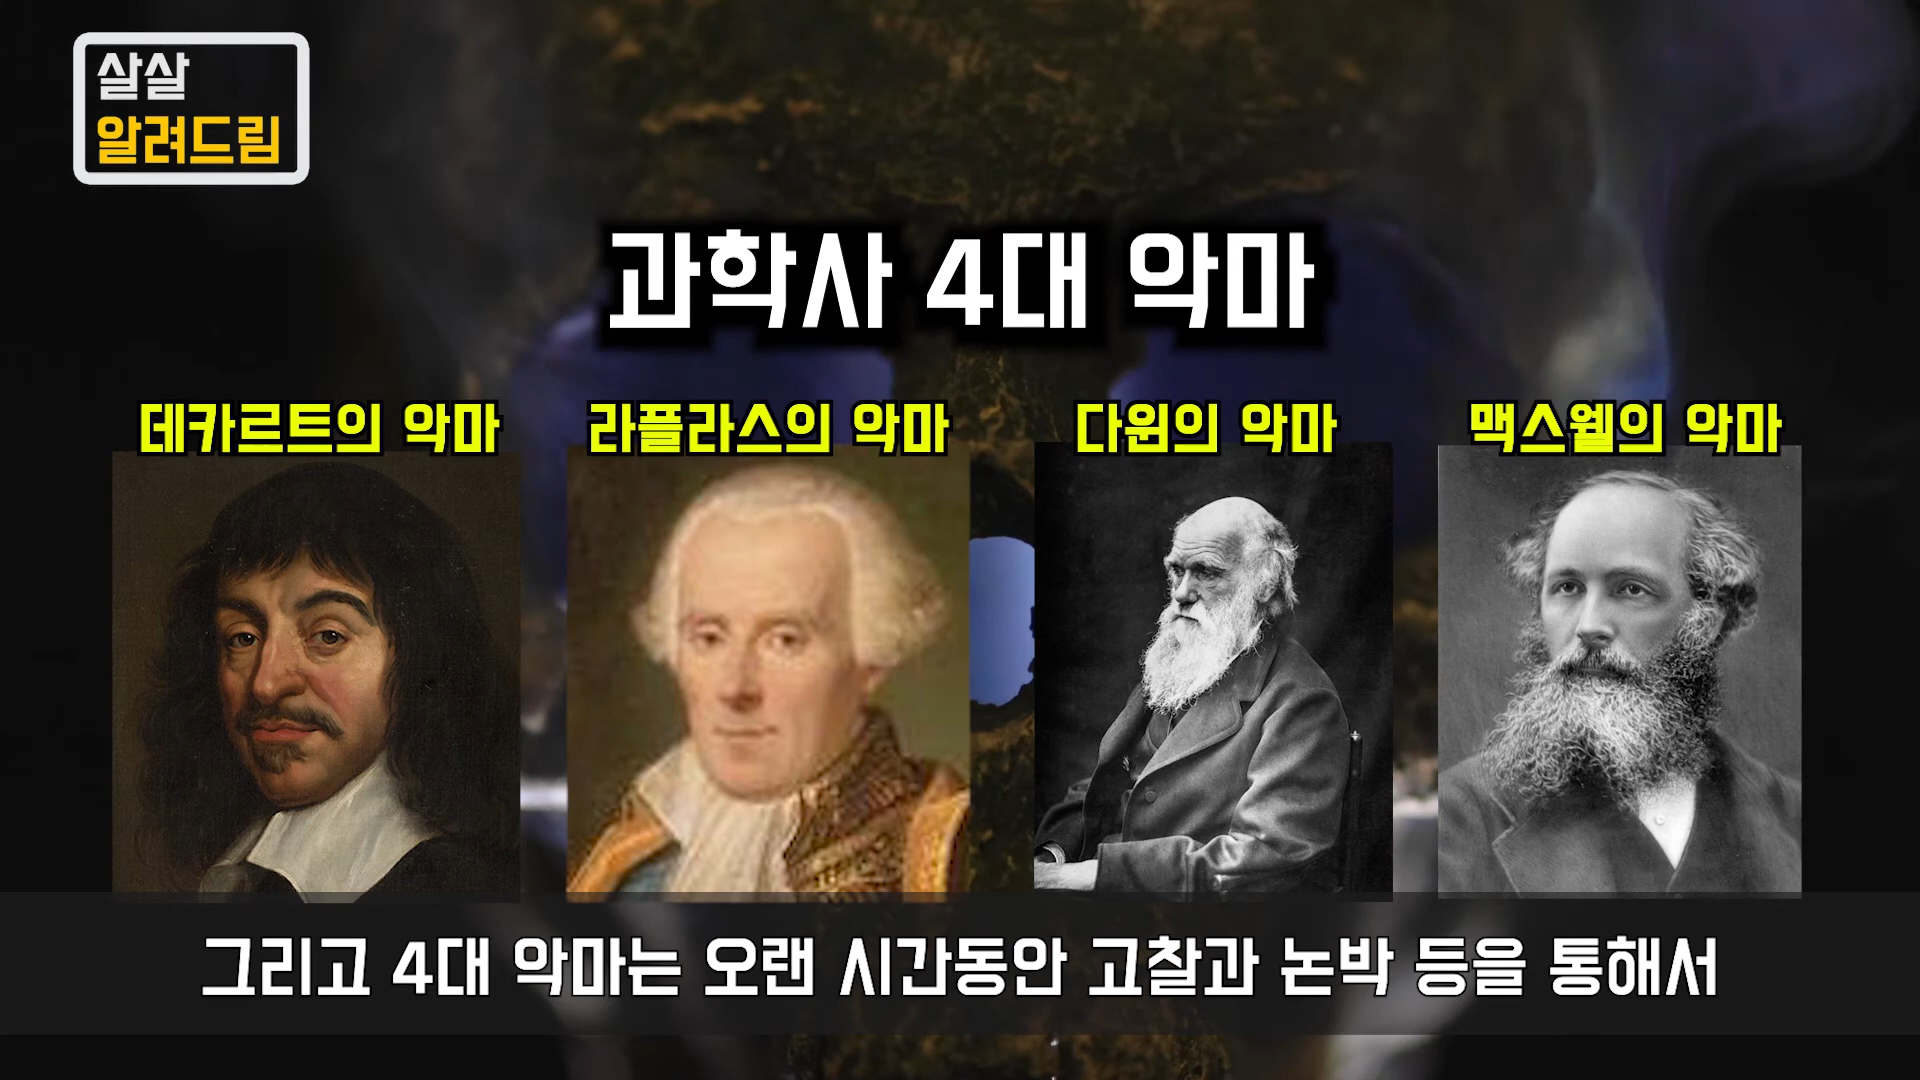 살살
알려드림
과학사 4대 악마
데카르트의 악마
라플라스의 악마
다윈의 악마
맥스웰의 악마
그리고 4대 악마는 오랜 시간동안 고찰과 논박 등을 통해서